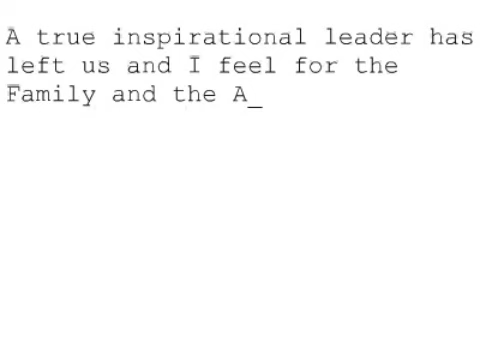 A true inspirational leader has
left us and I feel for the
Family and the A_